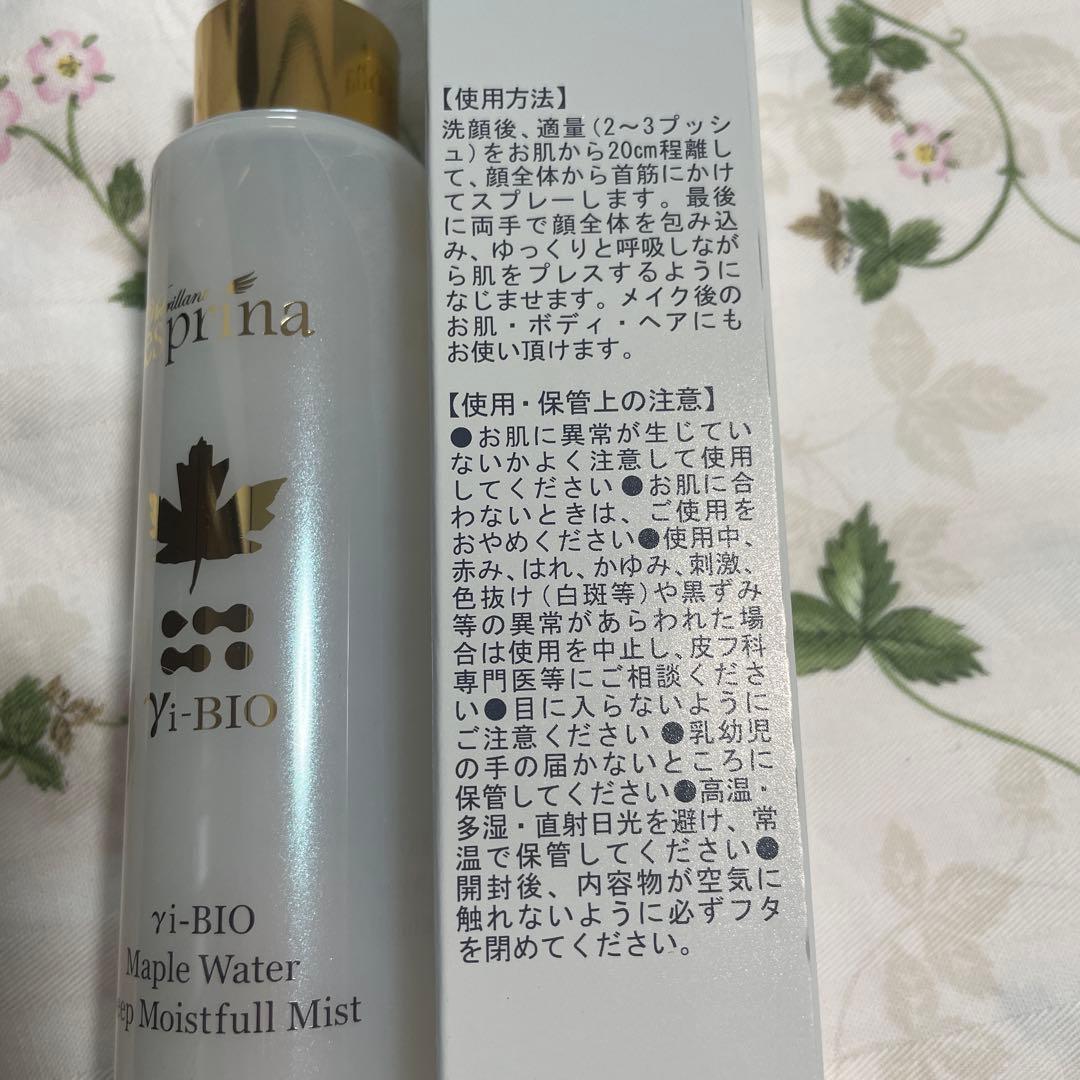 esprina
γi-BIO
γi-BIO
Maple Water
Moistfull Mist
【使用方法】
洗顔後、適量(2〜3プッシ
ュ)をお肌から20cm程離し
て、顔全体から首筋にかけ
てスプレーします。最後
に両手で顔全体を包み込
み、ゆっくりと呼吸しなが
ら肌をプレスするように
なじませます。メイク後の
お肌・ボディ・ヘアにも
お使い頂けます。
【使用・保管上の注意】
●お肌に異常が生じてい
ないかよく注意して使用
してください●お肌に合
わないときは、ご使用を
おやめください●使用中、
赤み、はれ、かゆみ、刺激、
色抜け(白斑等)や黒ずみ
等の異常があらわれた場
合は使用を中止し、皮フ科
専門医等にご相談くださ
い●目に入らないように
ご注意ください●乳幼児
の手の届かないところに
保管してください●高温・
多湿・直射日光を避け、常
温で保管してください●
開封後、内容物が空気に
触れないように必ずフタ
を閉めてください。